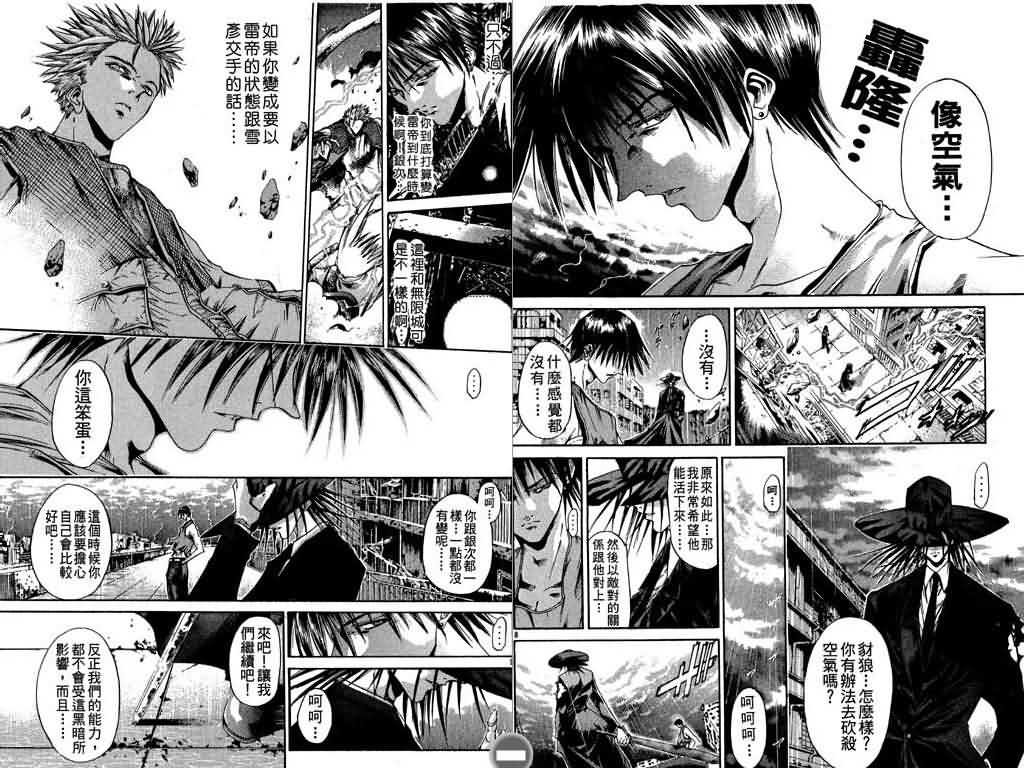 轟隆…
像空氣…
…沒有…
什麼感覺都
沒有……
……
豺狼…怎麼樣？
你有辦法去砍殺
空氣嗎？
呵…
原來如此…那
我非常希望他
能活下來…
然後以敵對的關
係跟他對上…
……
呵呵…
只不過…
你到底打算變
雷帝到什麼時
候啊！銀次…
這裡和無限城可
是不一樣的啊…
如果你變成要以
雷帝的狀態跟雪
彥交手的話……
……
你這笨蛋…
呵呵…
你跟銀次都一
樣…一點都沒
有變呢…
這個時候你
應該要擔心
自己會比較
好吧…
……
呵呵…
來吧！讓我
們繼續吧！
反正我們的能力，
都不會受這黑暗所
影響，而且……